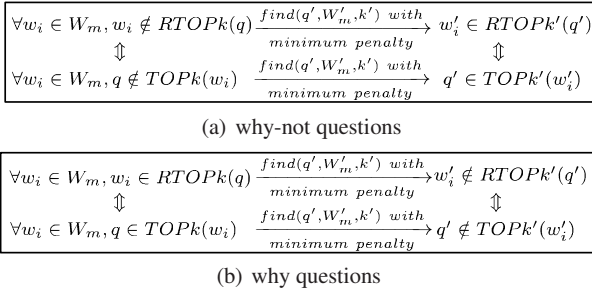 ∀wᵢ ∈ Wₘ, wᵢ ∉ RTOPk(q) find(q′,W′ₘ,k′) with minimum penalty → w′ᵢ ∈ RTOPk′(q′)
⇕ ⇕
∀wᵢ ∈ Wₘ, q ∉ TOPk(wᵢ) find(q′,W′ₘ,k′) with minimum penalty → q′ ∈ TOPk′(w′ᵢ)
(a) why-not questions
∀wᵢ ∈ Wₘ, wᵢ ∈ RTOPk(q) find(q′,W′ₘ,k′) with minimum penalty → w′ᵢ ∉ RTOPk′(q′)
⇕ ⇕
∀wᵢ ∈ Wₘ, q ∈ TOPk(wᵢ) find(q′,W′ₘ,k′) with minimum penalty → q′ ∉ TOPk′(w′ᵢ)
(b) why questions